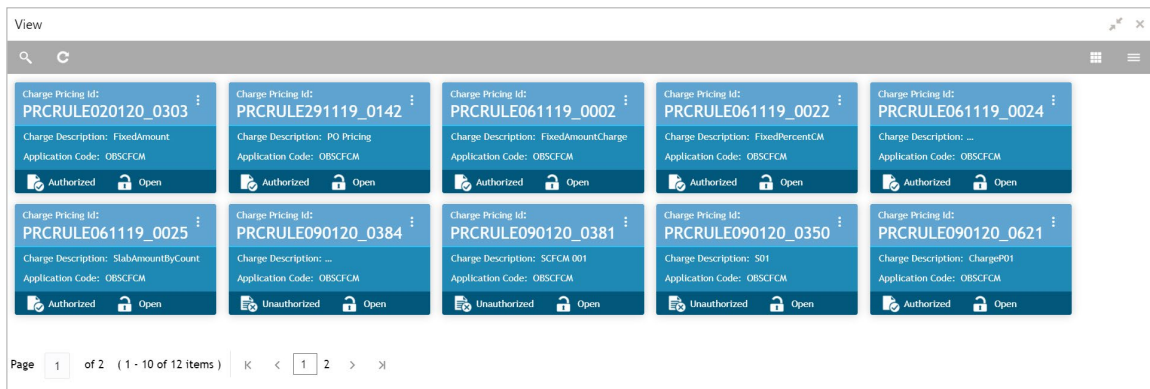 View
Charge Pricing Id:
PRCRULE020120_0303
Charge Description: FixedAmount
Application Code: OBSCFCM
Authorized Open
Charge Pricing Id:
PRCRULE291119_0142
Charge Description: PO Pricing
Application Code: OBSCFCM
Authorized Open
Charge Pricing Id:
PRCRULE061119_0002
Charge Description: FixedAmountCharge
Application Code: OBSCFCM
Authorized Open
Charge Pricing Id:
PRCRULE061119_0022
Charge Description: FixedPercentCM
Application Code: OBSCFCM
Authorized Open
Charge Pricing Id:
PRCRULE061119_0024
Charge Description: ...
Application Code: OBSCFCM
Authorized Open
Charge Pricing Id:
PRCRULE061119_0025
Charge Description: SlabAmountByCount
Application Code: OBSCFCM
Authorized Open
Charge Pricing Id:
PRCRULE090120_0384
Charge Description: ...
Application Code: OBSCFCM
Unauthorized Open
Charge Pricing Id:
PRCRULE090120_0381
Charge Description: SCFCM 001
Application Code: OBSCFCM
Unauthorized Open
Charge Pricing Id:
PRCRULE090120_0350
Charge Description: S01
Application Code: OBSCFCM
Unauthorized Open
Charge Pricing Id:
PRCRULE090120_0621
Charge Description: ChargeP01
Application Code: OBSCFCM
Authorized Open
Page 1 of 2 ( 1 - 10 of 12 items ) 1 2